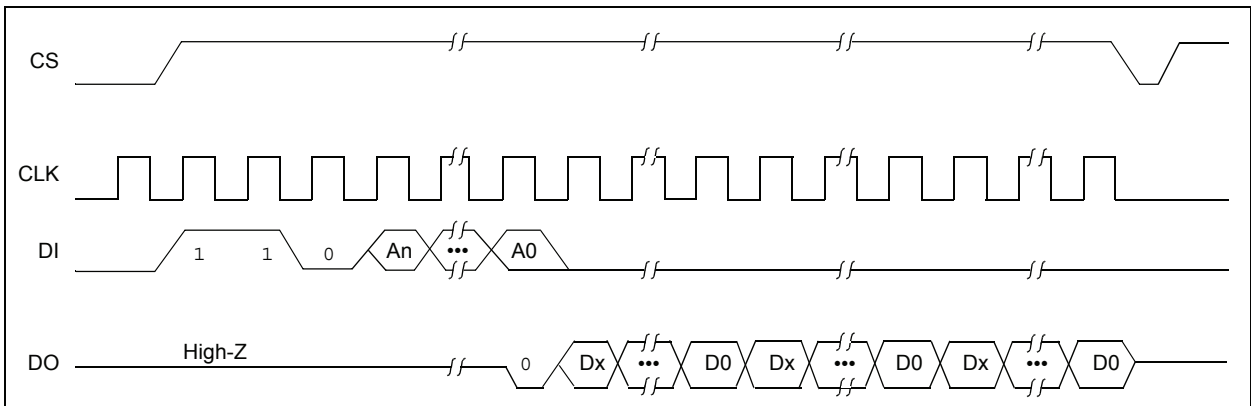 CS
CLK
DI 1 1 0 An ••• A0
DO High-Z 0 Dx ••• D0 Dx ••• D0 Dx ••• D0